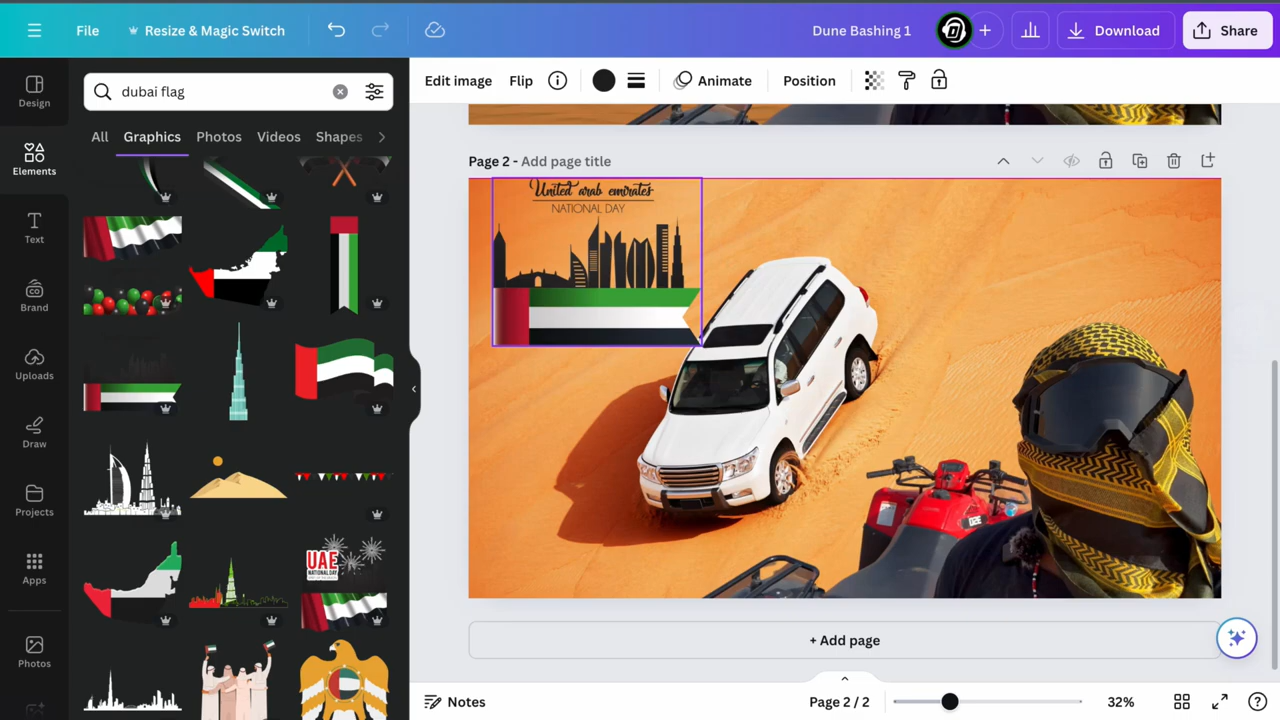 File
Resize & Magic Switch
Dune Bashing 1
Download
Share
Design
Elements
Text
Brand
Uploads
Draw
Projects
Apps
Photos
dubai flag
All
Graphics
Photos
Videos
Shapes
UAE
NATIONAL DAY
Edit image
Flip
Animate
Position
Page 2 - Add page title
United arab emirates
NATIONAL DAY
+ Add page
Notes
Page 2 / 2
32%